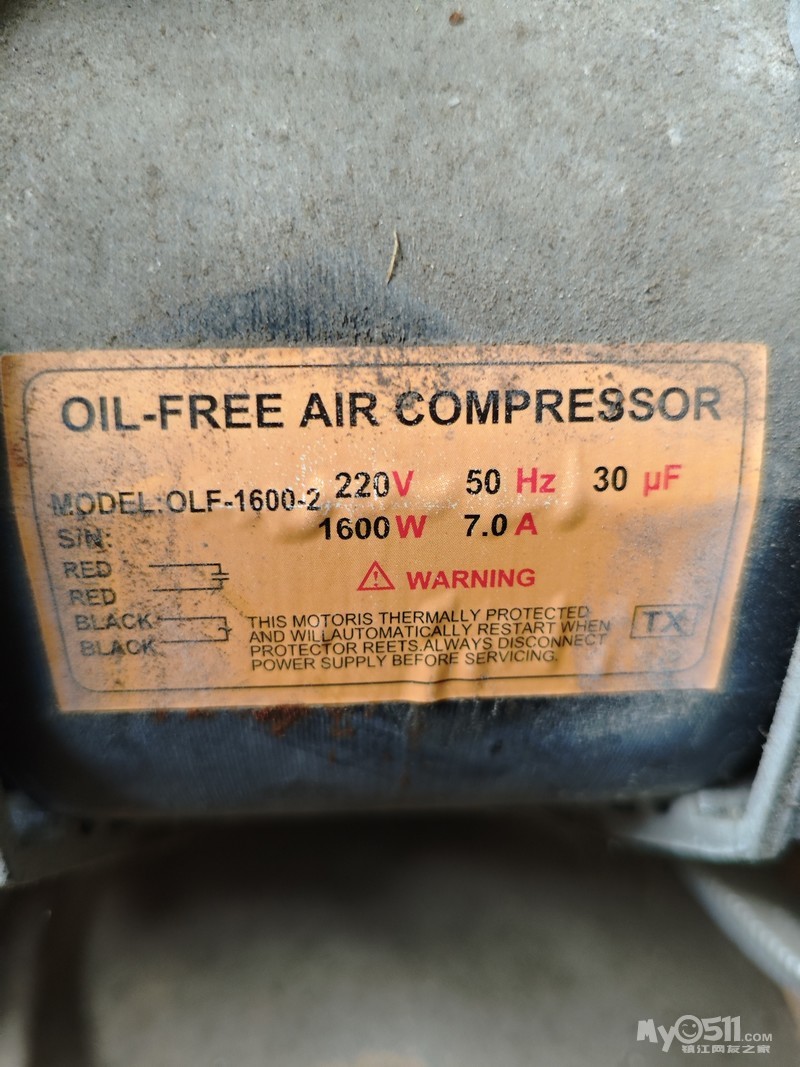 OIL-FREE AIR COMPRESSOR
MODEL:OLF-1600-2 220V 50 Hz 30 µF
S/N: 1600W 7.0 A
RED
RED
BLACK
BLACK
WARNING
THIS MOTORIS THERMALLY PROTECTED
AND WILLAUTOMATICALLY RESTART WHEN
PROTECTOR REETS.ALWAYS DISCONNECT
POWER SUPPLY BEFORE SERVICING.
TX
My0511.COM
镇江网友之家